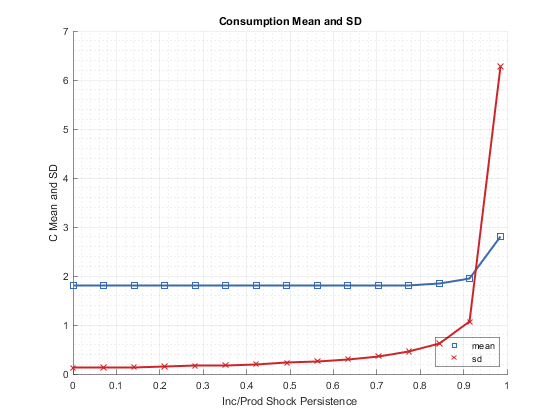 Consumption Mean and SD
7
6
5
4
3
2
1
0
C Mean and SD
0 0.1 0.2 0.3 0.4 0.5 0.6 0.7 0.8 0.9 1
Inc/Prod Shock Persistence
mean
sd